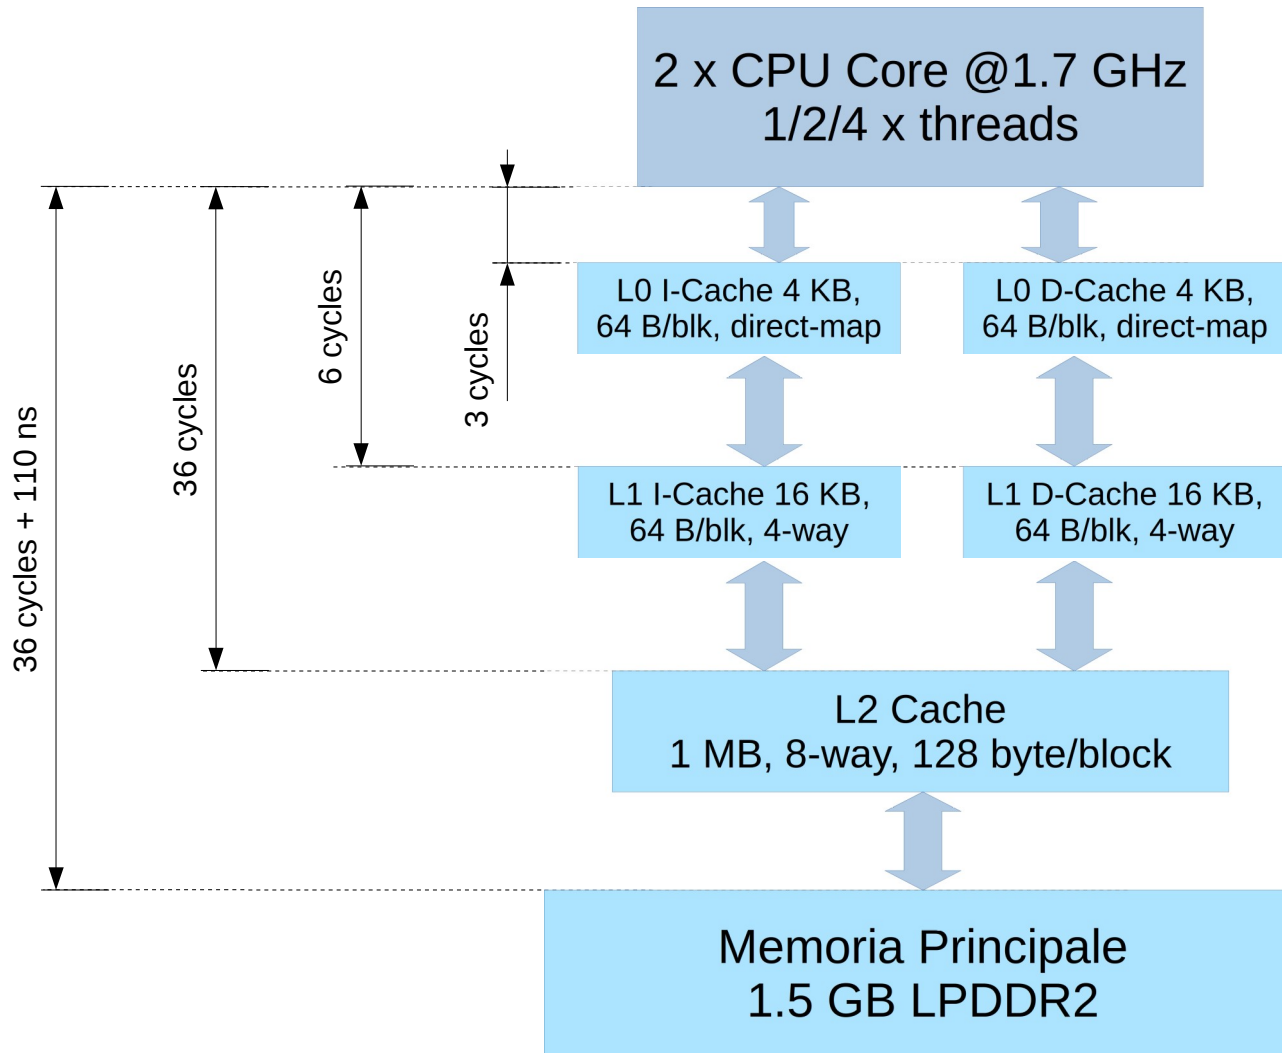 2 x CPU Core @1.7 GHz
1/2/4 x threads
36 cycles + 110 ns
36 cycles
6 cycles
3 cycles
L0 I-Cache 4 KB,
64 B/blk, direct-map
L0 D-Cache 4 KB,
64 B/blk, direct-map
L1 I-Cache 16 KB,
64 B/blk, 4-way
L1 D-Cache 16 KB,
64 B/blk, 4-way
L2 Cache
1 MB, 8-way, 128 byte/block
Memoria Principale
1.5 GB LPDDR2